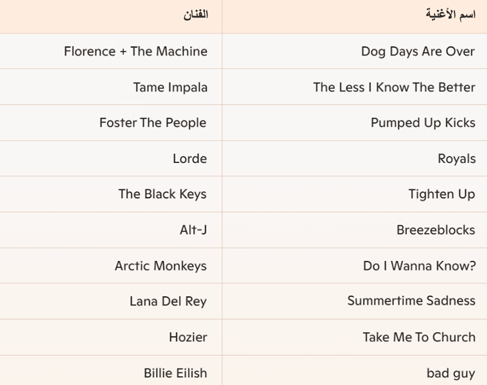 اسم الأغنية الفنان
Dog Days Are Over Florence + The Machine
The Less I Know The Better Tame Impala
Pumped Up Kicks Foster The People
Royals Lorde
Tighten Up The Black Keys
Breezeblocks Alt-J
Do I Wanna Know? Arctic Monkeys
Summertime Sadness Lana Del Rey
Take Me To Church Hozier
bad guy Billie Eilish